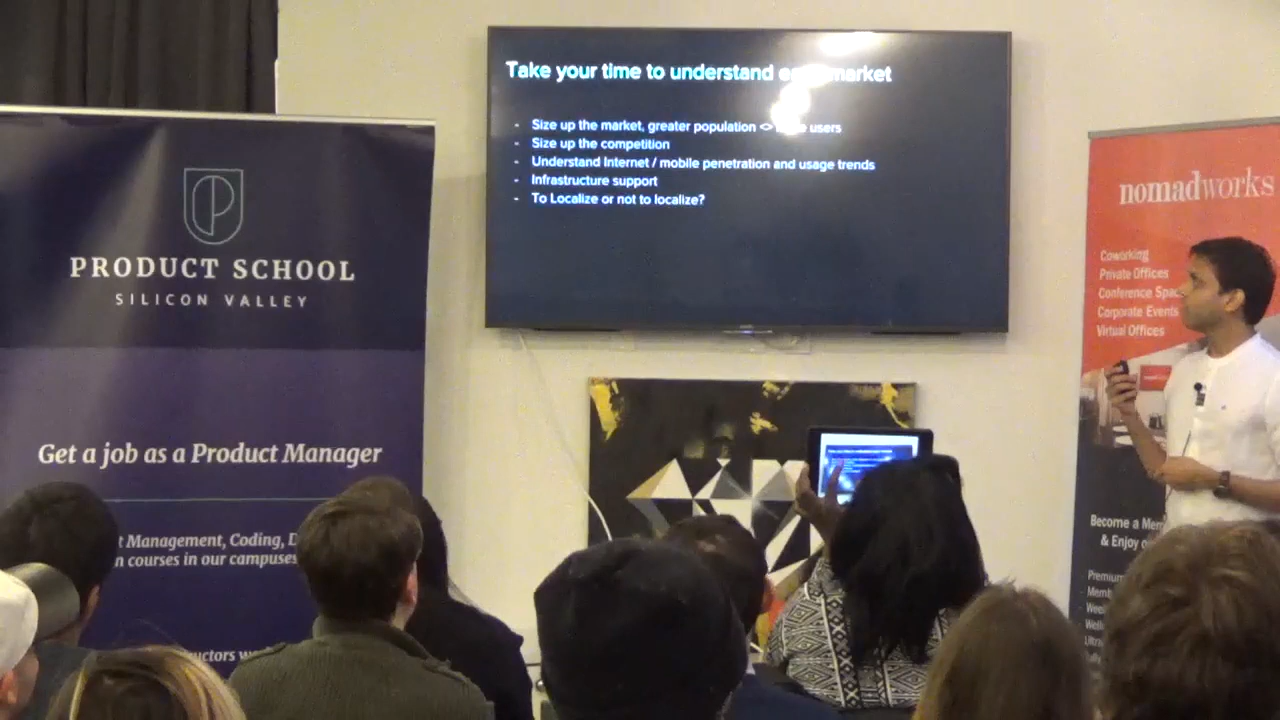 Take your time to understand market
- Size up the market, greater population <> users
- Size up the competition
- Understand Internet / mobile penetration and usage trends
- Infrastructure support
- To Localize or not to localize?
PRODUCT SCHOOL
SILICON VALLEY
Get a job as a Product Manager
t Management, Coding, D
n courses in our campuses
uctors w
nomadworks
Coworking
Private Offices
Conference Spac
Corporate Events
Virtual Offices
Become a Mem
& Enjoy o
Premium